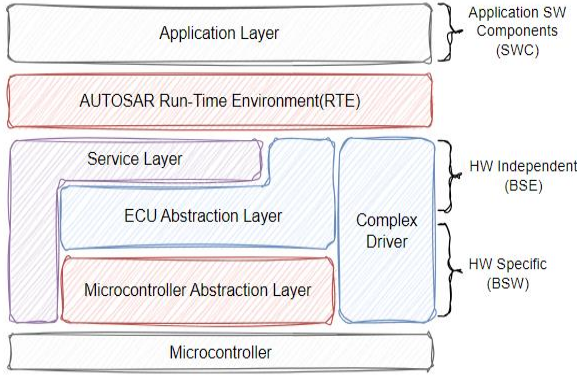 Application Layer
Application SW
Components
(SWC)
AUTOSAR Run-Time Environment(RTE)
Service Layer
ECU Abstraction Layer
Complex
Driver
HW Independent
(BSE)
Microcontroller Abstraction Layer
HW Specific
(BSW)
Microcontroller